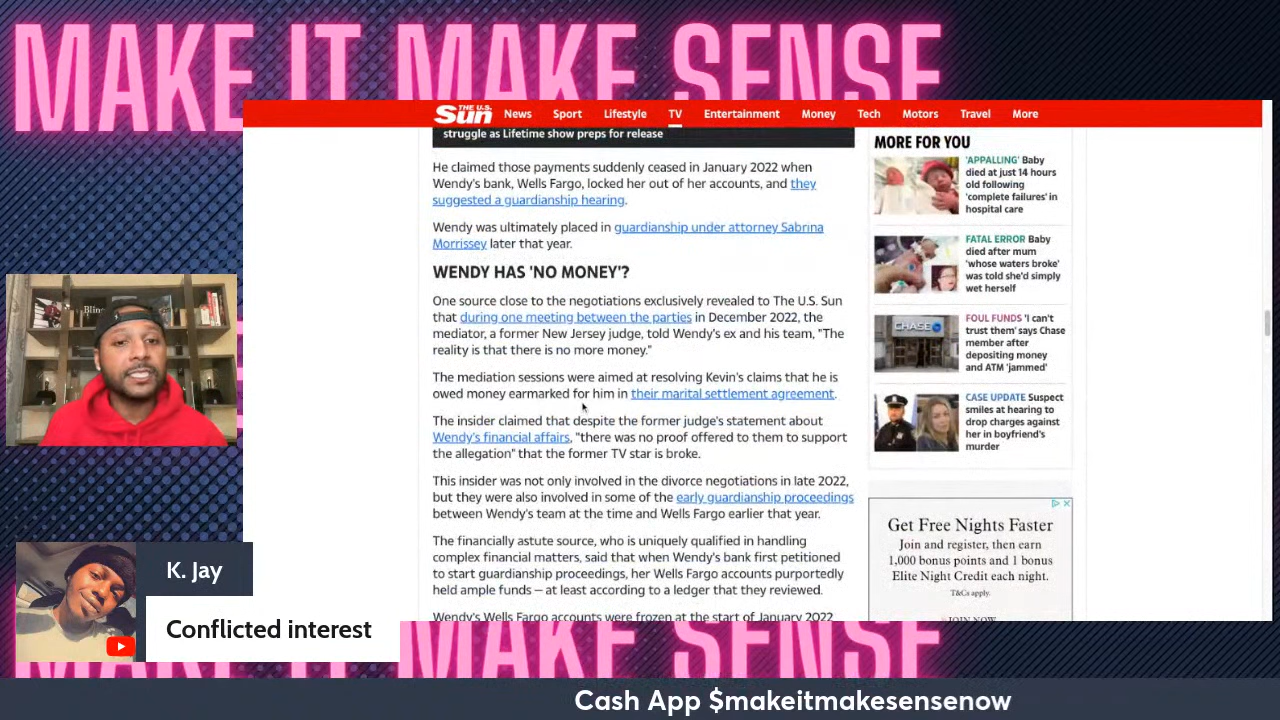 MAKE IT MAKE SENSE
THE U.S. Sun News Sport Lifestyle TV Entertainment Money Tech Motors Travel More
struggle as Lifetime show preps for release
He claimed those payments suddenly ceased in January 2022 when
Wendy's bank, Wells Fargo, locked her out of her accounts, and they
suggested a guardianship hearing.
Wendy was ultimately placed in guardianship under attorney Sabrina
Morrissey later that year.
WENDY HAS 'NO MONEY'?
One source close to the negotiations exclusively revealed to The U.S. Sun
that during one meeting between the parties in December 2022, the
mediator, a former New Jersey judge, told Wendy's ex and his team, "The
reality is that there is no more money."
The mediation sessions were aimed at resolving Kevin's claims that he is
owed money earmarked for him in their marital settlement agreement.
The insider claimed that despite the former judge's statement about
Wendy's financial affairs, "there was no proof offered to them to support
the allegation" that the former TV star is broke.
This insider was not only involved in the divorce negotiations in late 2022,
but they were also involved in some of the early guardianship proceedings
between Wendy's team at the time and Wells Fargo earlier that year.
The financially astute source, who is uniquely qualified in handling
complex financial matters, said that when Wendy's bank first petitioned
to start guardianship proceedings, her Wells Fargo accounts purportedly
held ample funds – at least according to a ledger that they reviewed.
Wendy's Wells Fargo accounts were frozen at the start of January 2022
MORE FOR YOU
'APPALLING' Baby
died at just 14 hours
old following
'complete failures' in
hospital care
FATAL ERROR Baby
died after mum
'whose waters broke'
was told she'd simply
wet herself
CHASE
FOUL FUNDS 'I can't
trust them' says Chase
member after
depositing money
and ATM 'jammed'
CASE UPDATE Suspect
smiles at hearing to
drop charges against
her in boyfriend's
murder
Get Free Nights Faster
Join and register, then earn
1,000 bonus points and 1 bonus
Elite Night Credit each night.
T&Cs apply.
JOIN NOW
K. Jay
Conflicted interest
MAKE IT MAKE SENSE
Cash App $makeitmakesensenow